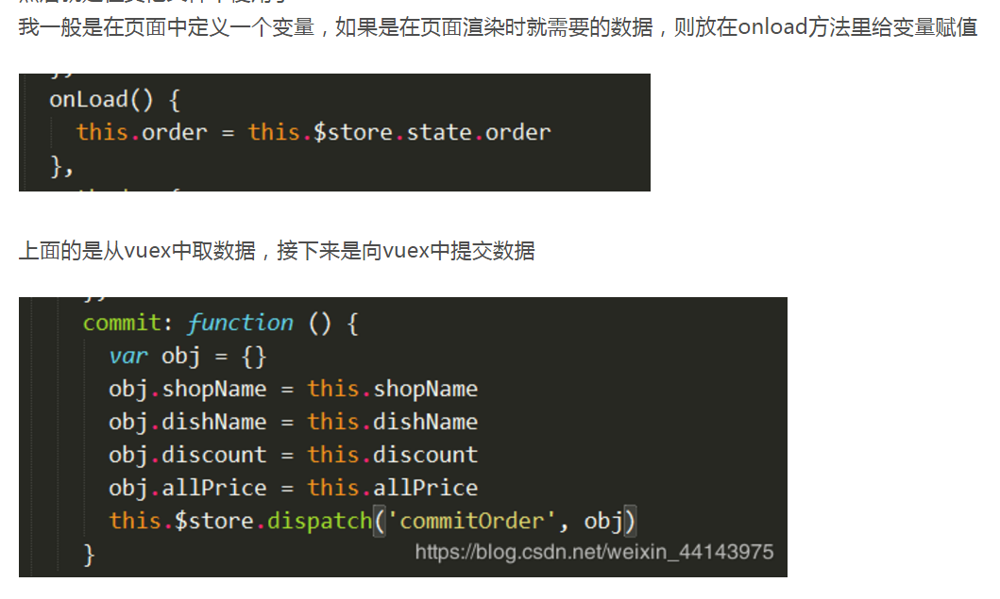 我一般是在页面中定义一个变量，如果是在页面渲染时就需要的数据，则放在onload方法里给变量赋值
onLoad() {
this.order = this.$store.state.order
},
上面的是从vuex中取数据，接下来是向vuex中提交数据
commit: function () {
var obj = {}
obj.shopName = this.shopName
obj.dishName = this.dishName
obj.discount = this.discount
obj.allPrice = this.allPrice
this.$store.dispatch('commitOrder', obj)
}
https://blog.csdn.net/weixin_44143975